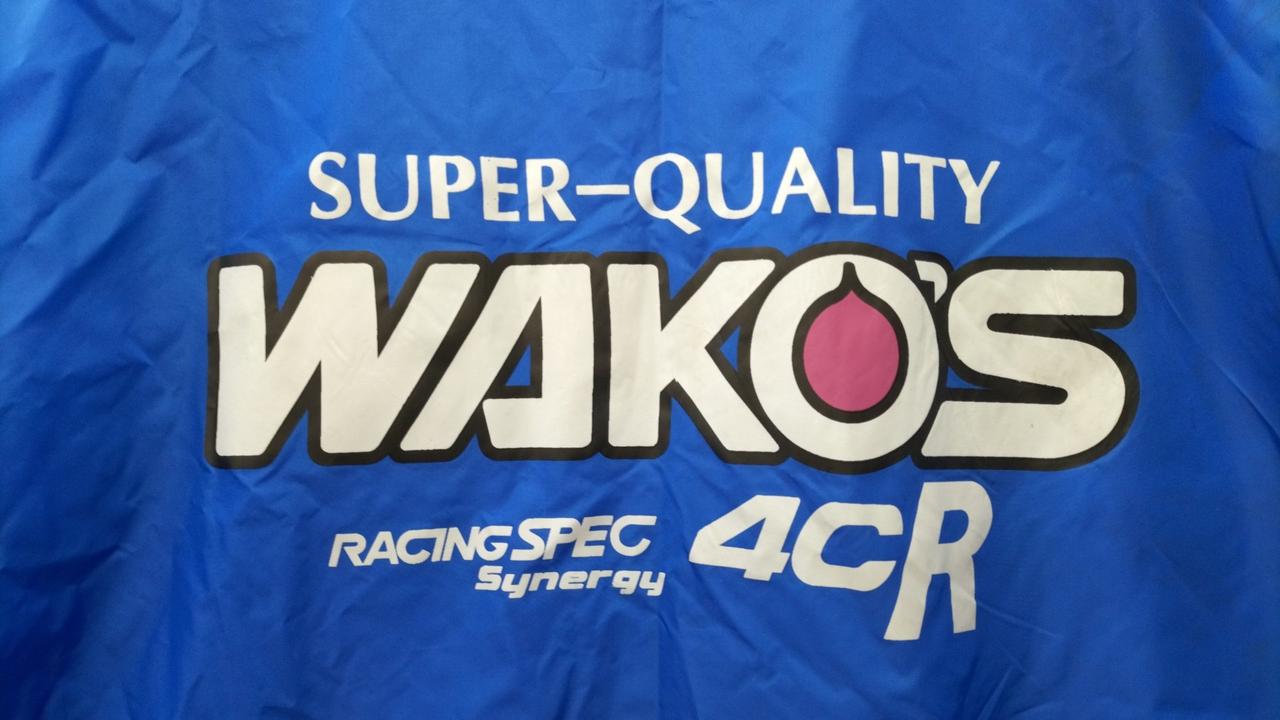 SUPER-QUALITY
WAKO'S
RACING SPEC 4CR
Synergy